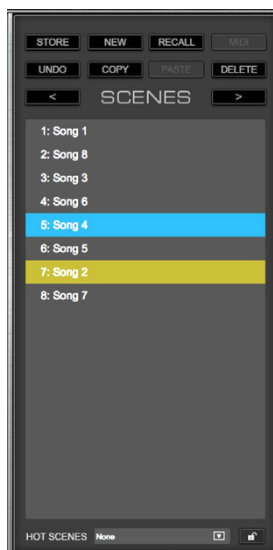 STORE NEW RECALL MIDI
UNDO COPY PASTE DELETE
< SCENES >
1: Song 1
2: Song 8
3: Song 3
4: Song 6
5: Song 4
6: Song 5
7: Song 2
8: Song 7
HOT SCENES None